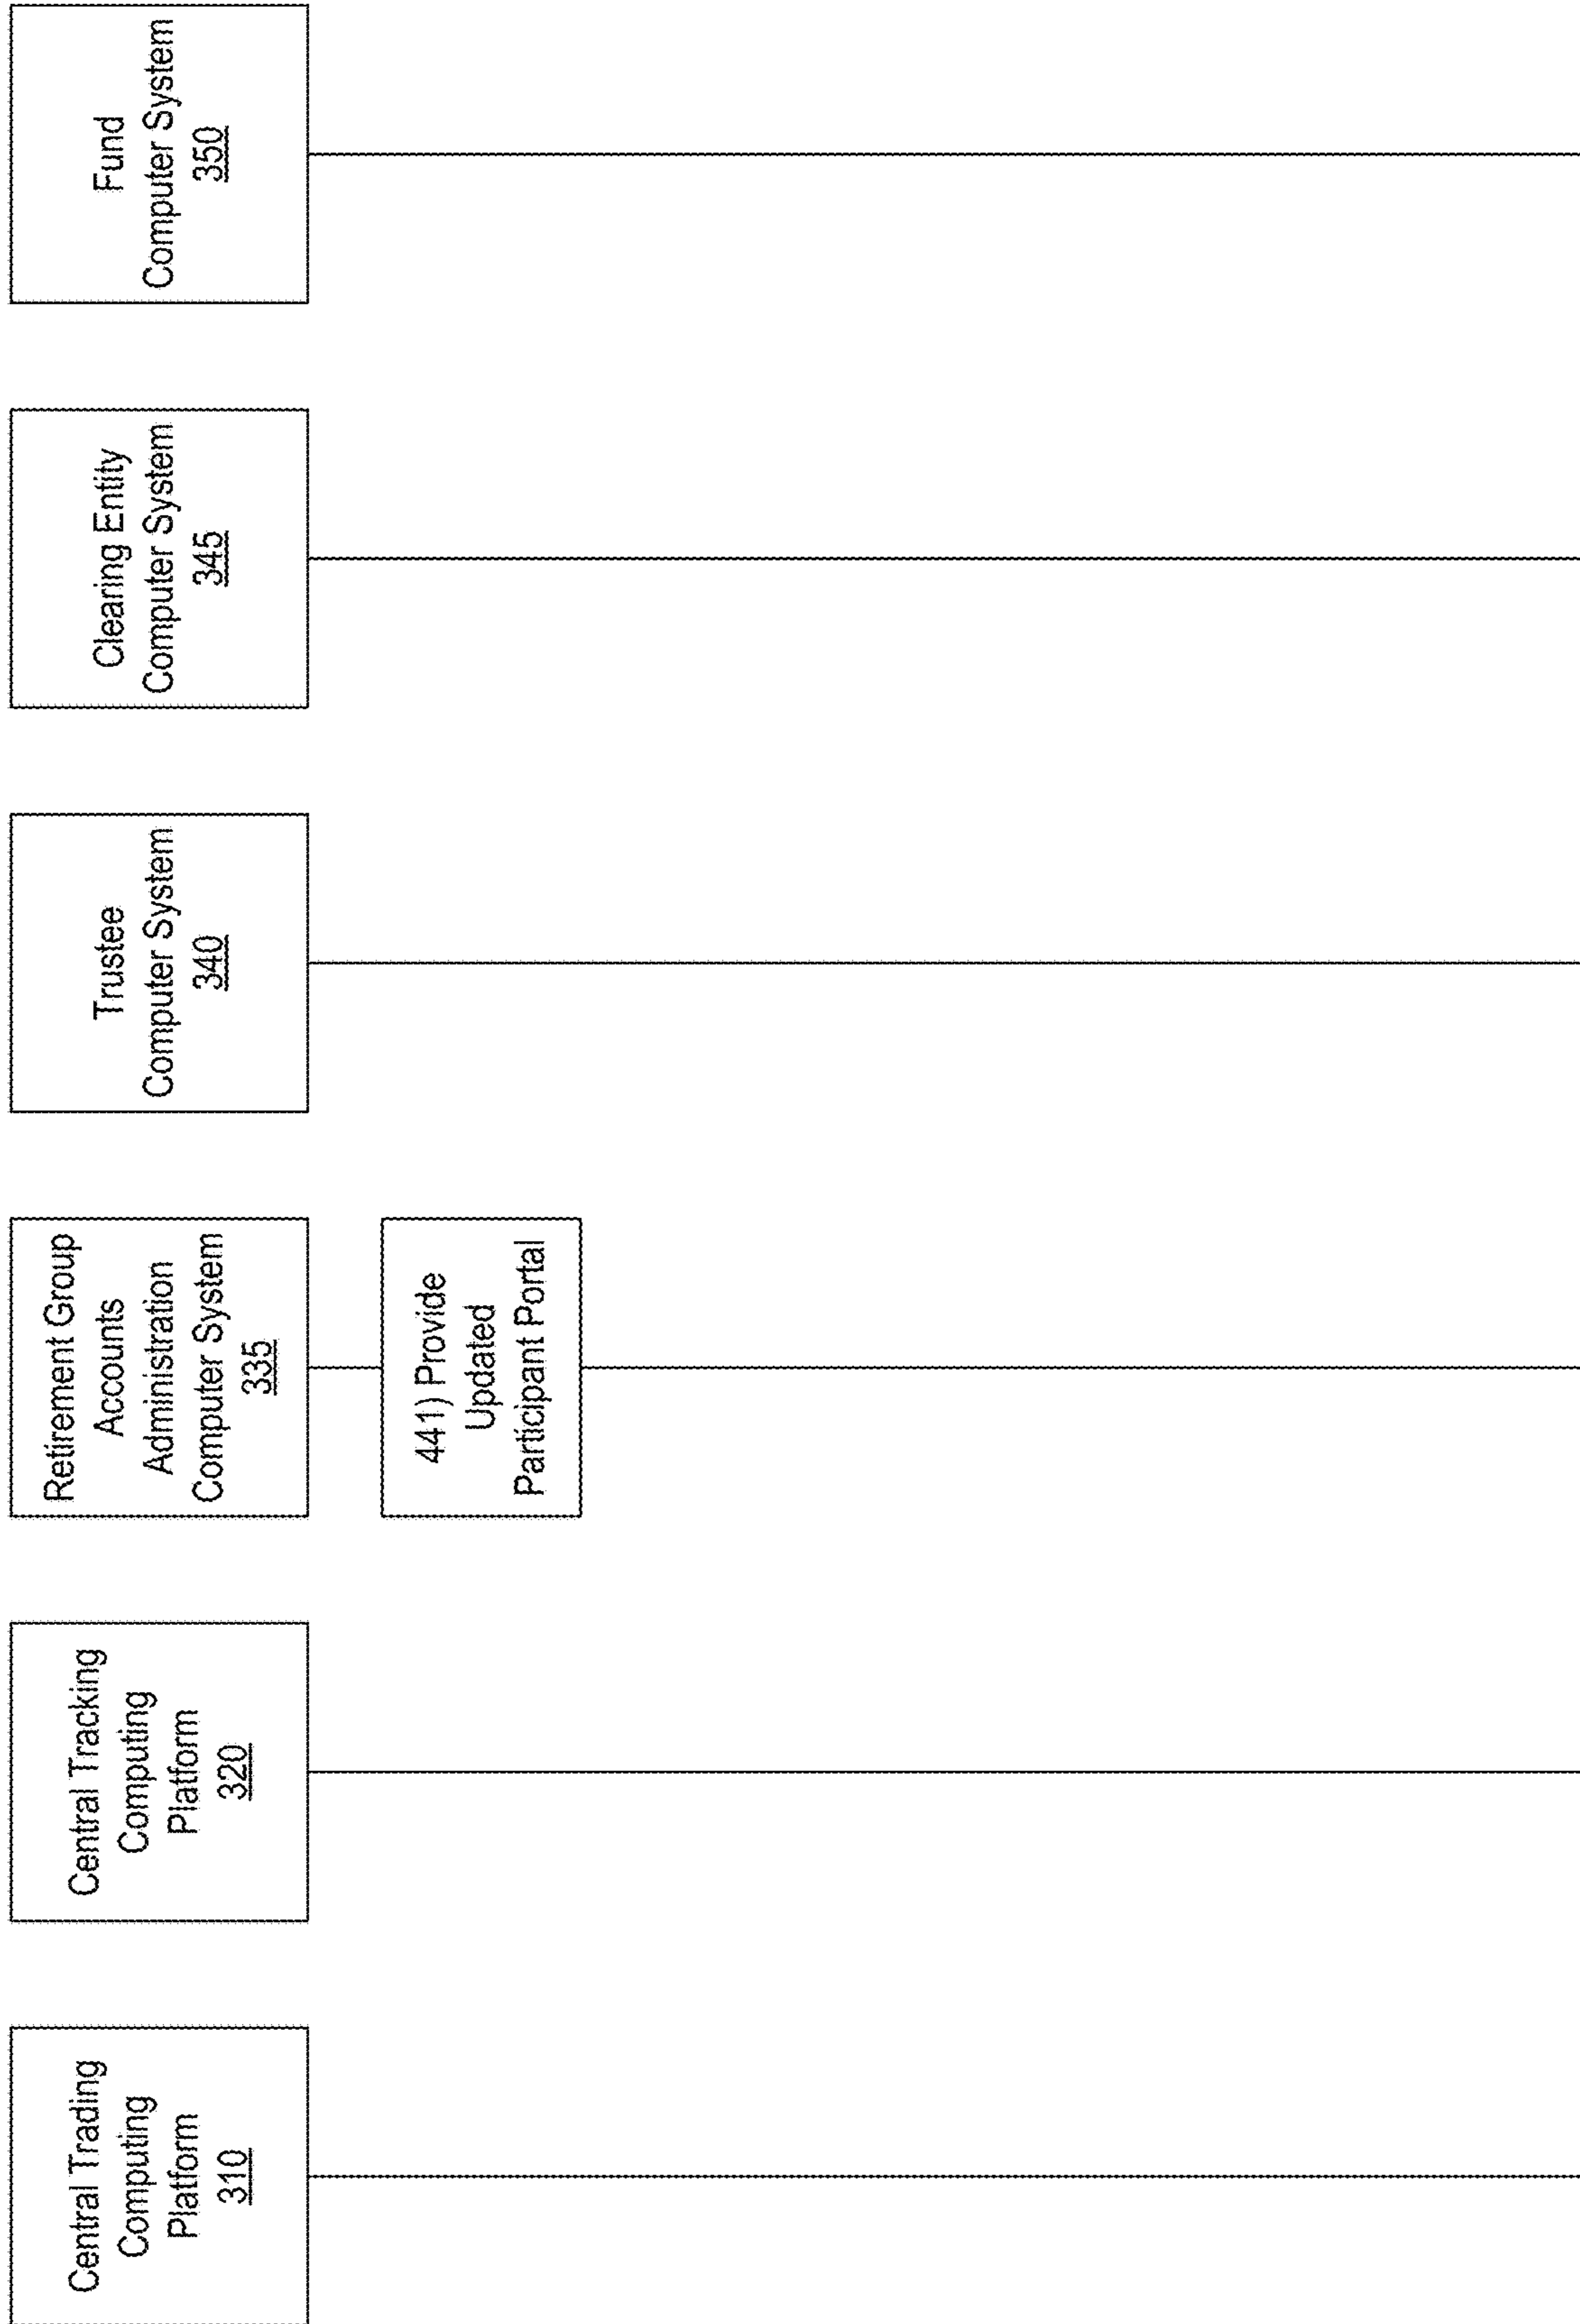 Central Trading
Computing
Platform
310
Central Tracking
Computing
Platform
320
Retirement Group
Accounts
Administration
Computer System
335
Trustee
Computer System
340
Clearing Entity
Computer System
345
Fund
Computer System
350
441) Provide
Updated
Participant Portal